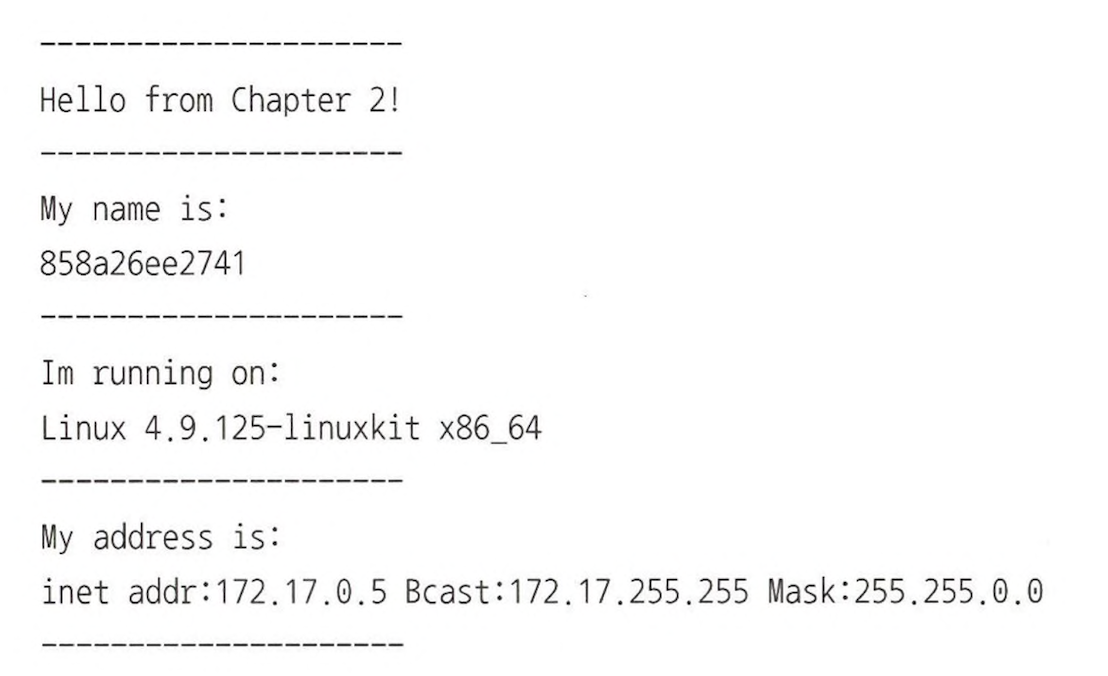 ---------------------
Hello from Chapter 2!
---------------------
My name is:
858a26ee2741
---------------------
Im running on:
Linux 4.9.125-linuxkit x86_64
---------------------
My address is:
inet addr:172.17.0.5 Bcast:172.17.255.255 Mask:255.255.0.0
---------------------